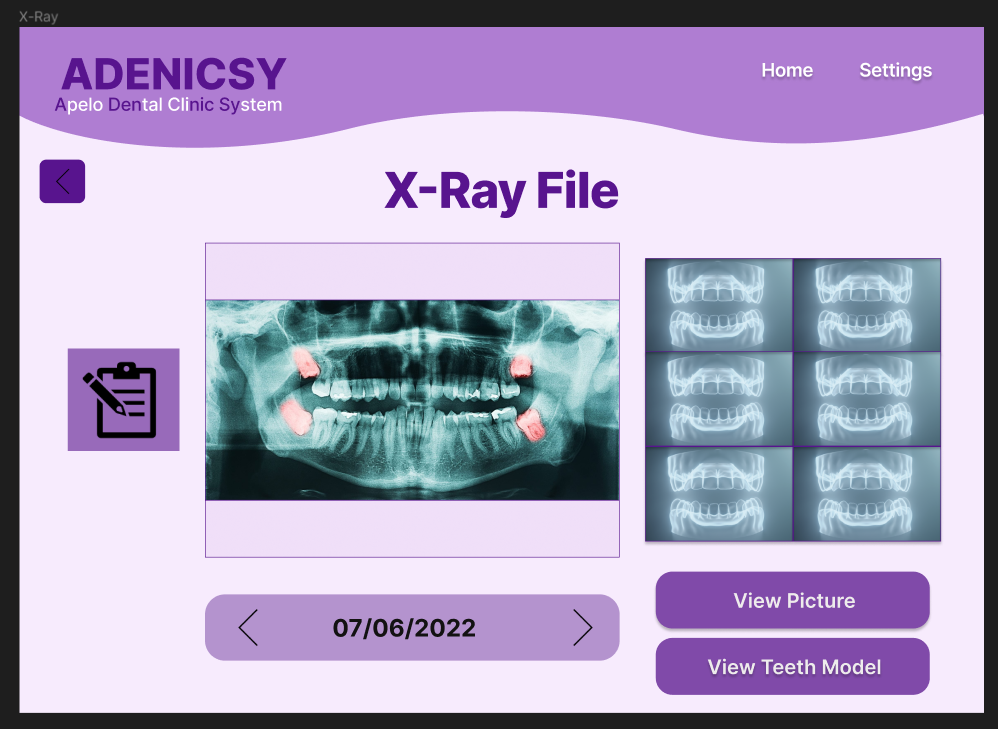 X-Ray
ADENICSY
Apelo Dental Clinic System
Home
Settings
X-Ray File
07/06/2022
View Picture
View Teeth Model